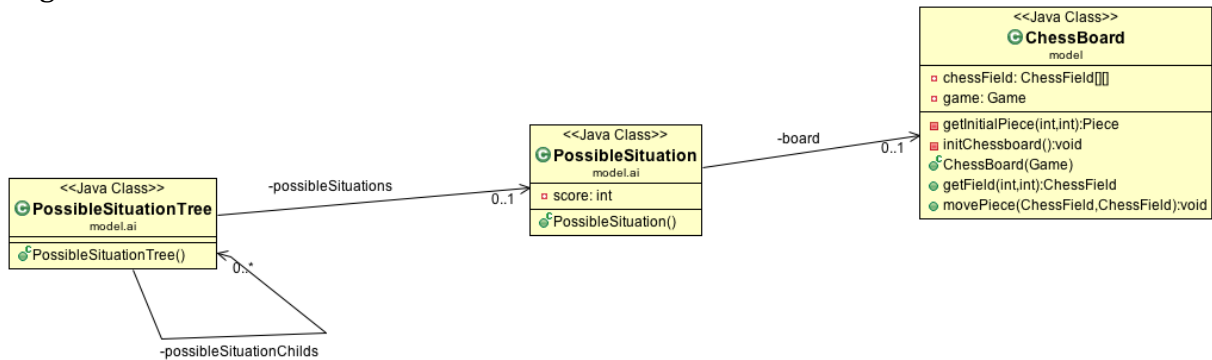 <<Java Class>>
ChessBoard
model
chessField: ChessField[][]
game: Game
getInitialPiece(int,int):Piece
initChessboard():void
ChessBoard(Game)
getField(int,int):ChessField
movePiece(ChessField,ChessField):void
-board
0..1
<<Java Class>>
PossibleSituation
model.ai
score: int
PossibleSituation()
-possibleSituations
0..1
<<Java Class>>
PossibleSituationTree
model.ai
PossibleSituationTree()
0..*
-possibleSituationChilds